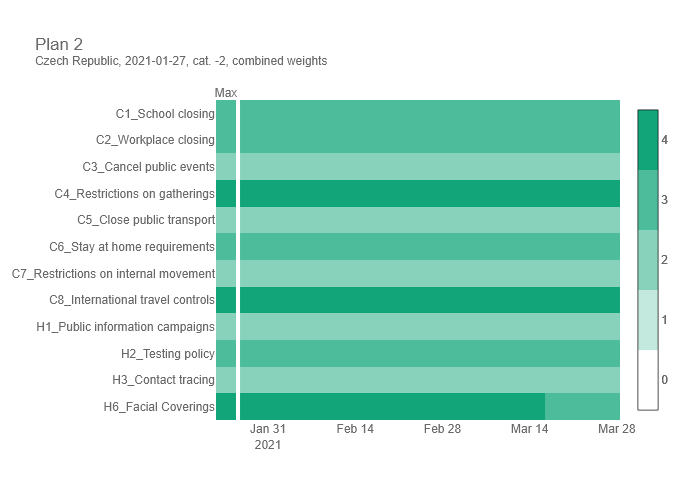 Plan 2
Czech Republic, 2021-01-27, cat. -2, combined weights
Max
C1_School closing
C2_Workplace closing
C3_Cancel public events
C4_Restrictions on gatherings
C5_Close public transport
C6_Stay at home requirements
C7_Restrictions on internal movement
C8_International travel controls
H1_Public information campaigns
H2_Testing policy
H3_Contact tracing
H6_Facial Coverings
Jan 31
2021
Feb 14
Feb 28
Mar 14
Mar 28
4
3
2
1
0